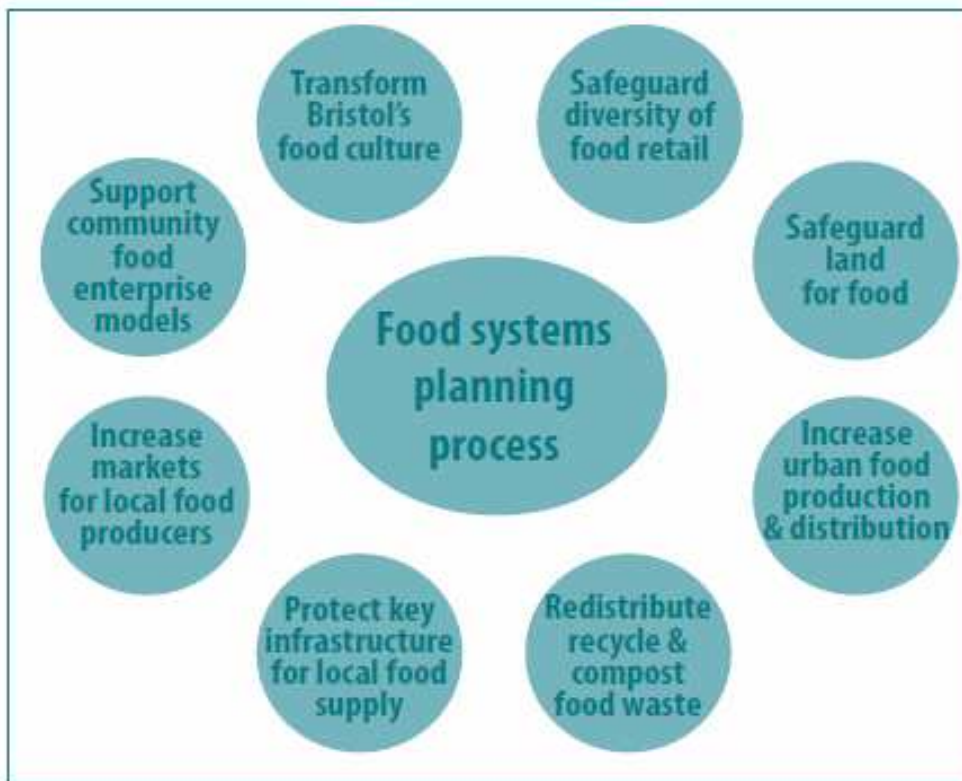 Transform
Bristol's
food culture
Safeguard
diversity of
food retail
Support
community
food
enterprise
models
Safeguard
land
for food
Food systems
planning
process
Increase
markets
for local food
producers
Increase
urban food
production
& distribution
Protect key
infrastructure
for local food
supply
Redistribute
recycle &
compost
food waste